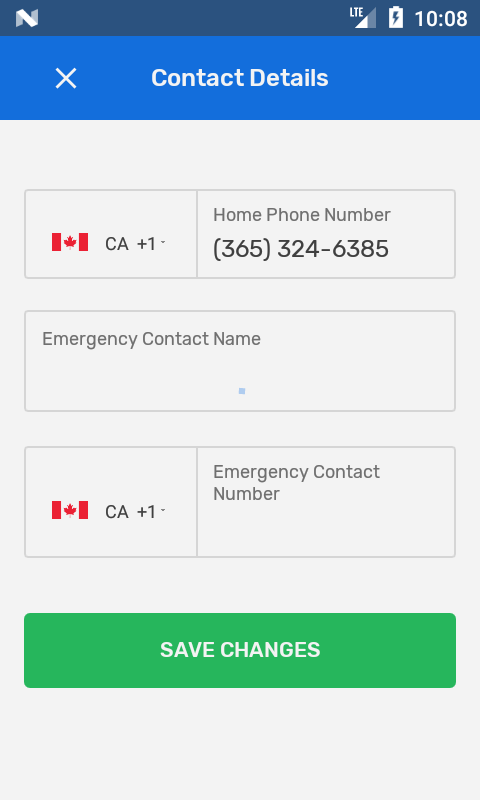 LTE 10:08
Contact Details
Home Phone Number
CA +1 (365) 324-6385
Emergency Contact Name
Emergency Contact
Number
CA +1
SAVE CHANGES